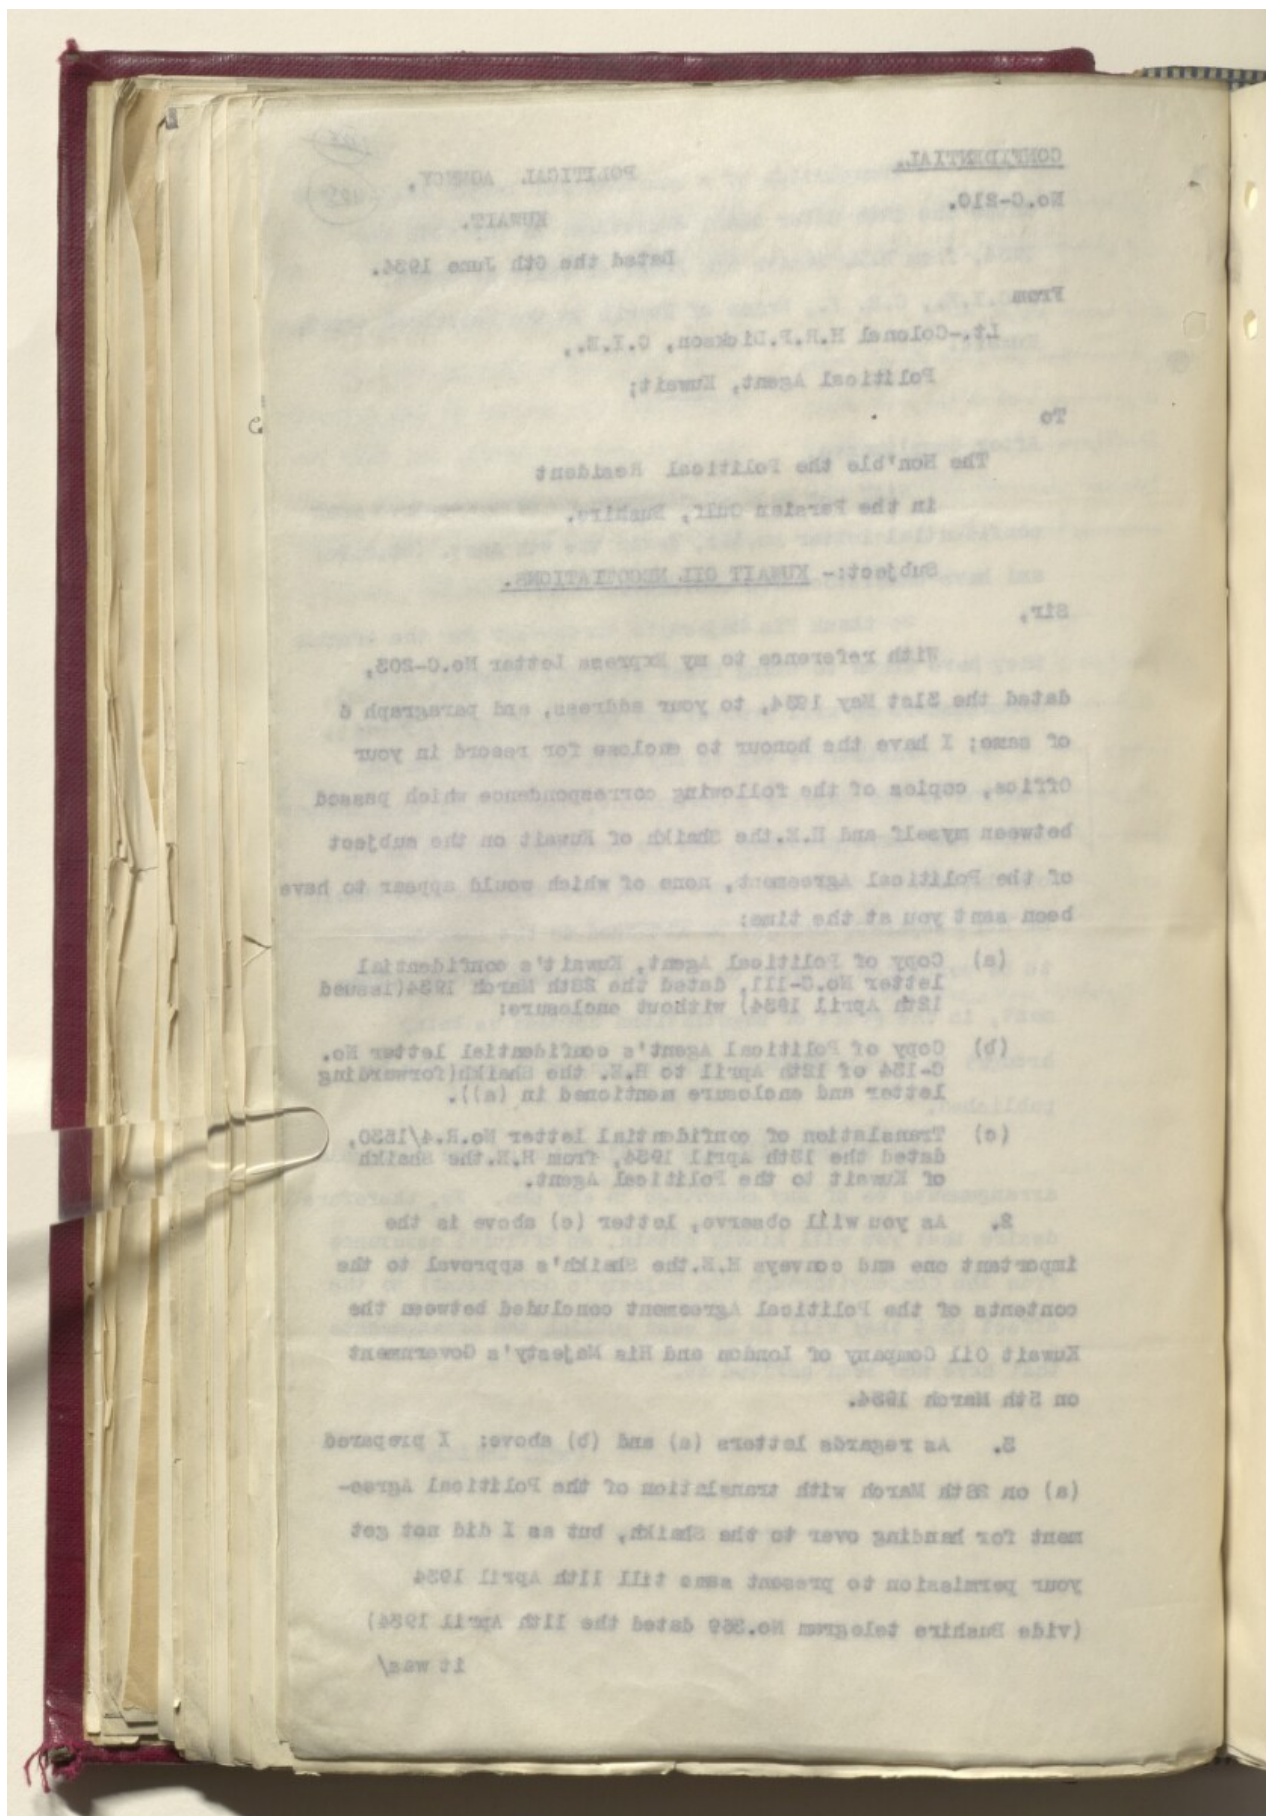 CONFIDENTIAL.
No.C-210.
POLITICAL AGENCY,
KUWAIT.
Dated the 6th June 1934.
From
Lt.-Colonel H.R.P.Dickson, C.I.E.,
Political Agent, Kuwait;
To
The Hon'ble the Political Resident
in the Persian Gulf, Bushire.
Subject:- KUWAIT OIL NEGOTIATIONS.
Sir,
With reference to my Express Letter No.C-203,
dated the 31st May 1934, to your address, and paragraph 6
of same; I have the honour to enclose for record in your
Office, copies of the following correspondence which passed
between myself and H.E.the Shaikh of Kuwait on the subject
of the Political Agreement, none of which would appear to have
been sent you at the time:
(a) Copy of Political Agent, Kuwait's confidential
letter No.C-111, dated the 28th March 1934(issued
12th April 1934) without enclosure:
(b) Copy of Political Agent's confidential letter No.
C-134 of 12th April to H.E. the Shaikh(forwarding
letter and enclosure mentioned in (a)).
(c) Translation of confidential letter No.R.4/1530,
dated the 15th April 1934, from H.E.the Shaikh
of Kuwait to the Political Agent.
2. As you will observe, letter (c) above is the
important one and conveys H.E.the Shaikh's approval to the
contents of the Political Agreement concluded between the
Kuwait Oil Company of London and His Majesty's Government
on 5th March 1934.
3. As regards letters (a) and (b) above: I prepared
(a) on 28th March with translation of the Political Agree-
ment for handing over to the Shaikh, but as I did not get
your permission to present same till 11th April 1934
(vide Bushire telegram No.369 dated the 11th April 1934)
it was/